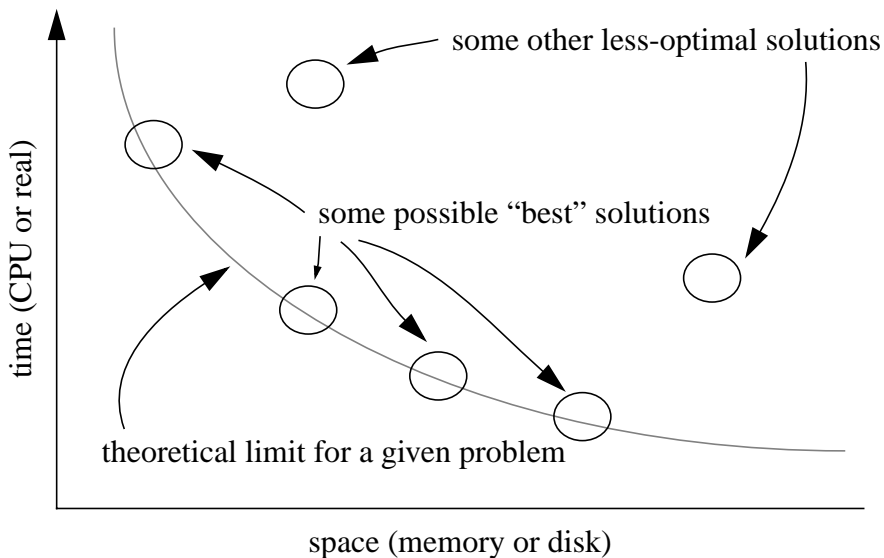 some other less-optimal solutions
some possible “best” solutions
time (CPU or real)
theoretical limit for a given problem
space (memory or disk)